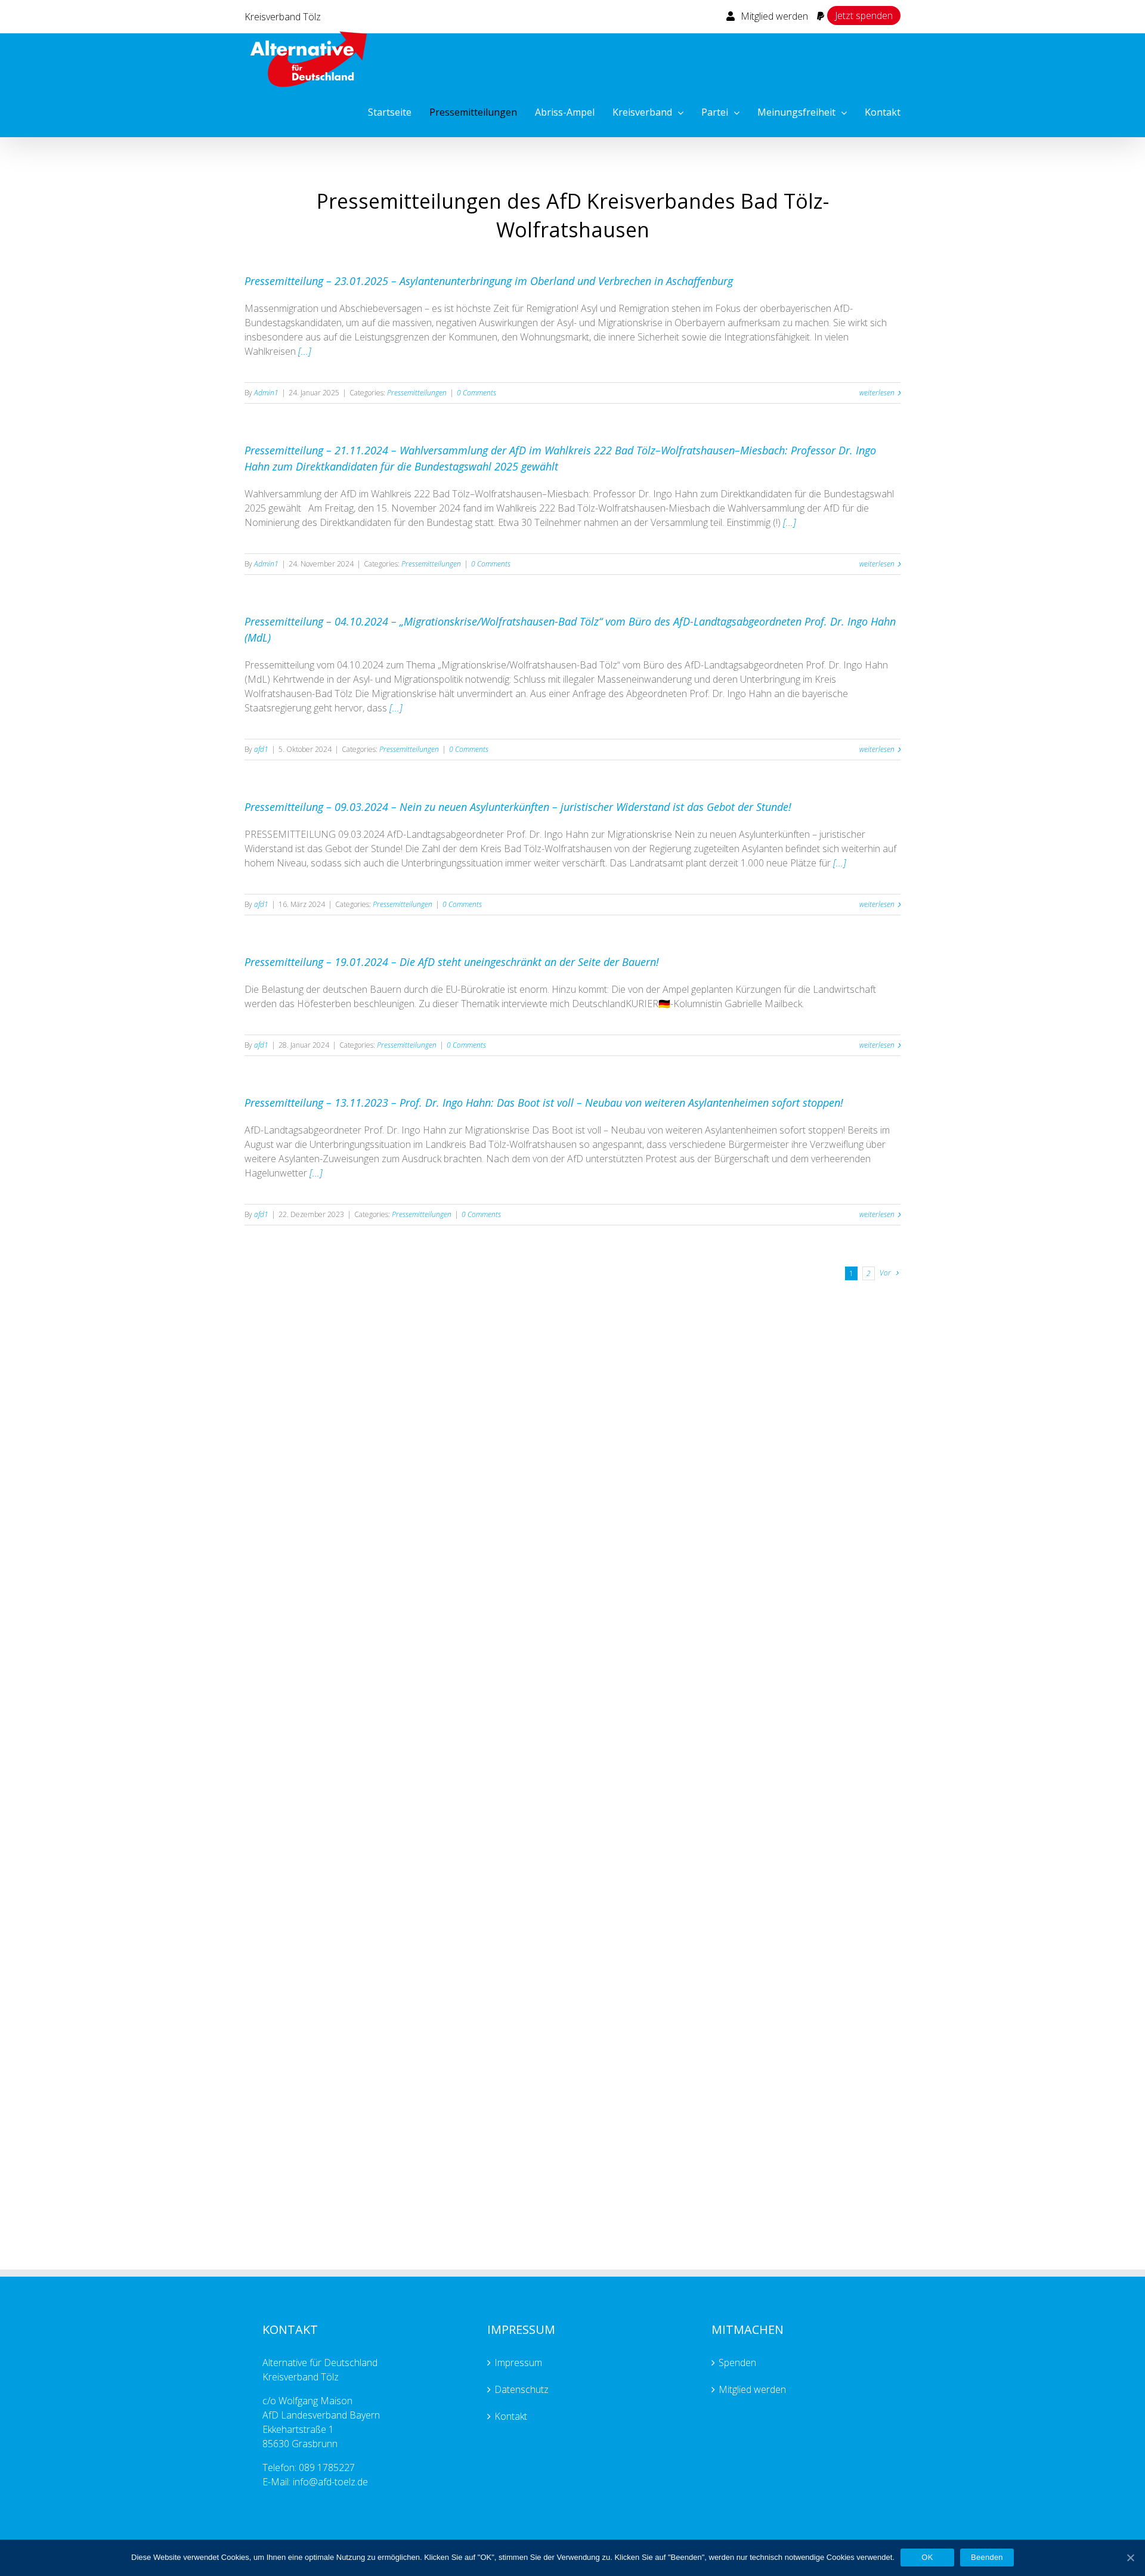 Kreisverband Tölz
Mitglied werden
Jetzt spenden
Alternative
für
Deutschland
Startseite
Pressemitteilungen
Abriss-Ampel
Kreisverband
Partei
Meinungsfreiheit
Kontakt
Pressemitteilungen des AfD Kreisverbandes Bad Tölz-
Wolfratshausen
Pressemitteilung – 23.01.2025 – Asylantenunterbringung im Oberland und Verbrechen in Aschaffenburg
Massenmigration und Abschiebeversagen – es ist höchste Zeit für Remigration! Asyl und Remigration stehen im Fokus der oberbayerischen AfD-
Bundestagskandidaten, um auf die massiven, negativen Auswirkungen der Asyl- und Migrationskrise in Oberbayern aufmerksam zu machen. Sie wirkt sich
insbesondere aus auf die Leistungsgrenzen der Kommunen, den Wohnungsmarkt, die innere Sicherheit sowie die Integrationsfähigkeit. In vielen
Wahlkreisen [...]
By Admin1 | 24. Januar 2025 | Categories: Pressemitteilungen | 0 Comments
weiterlesen
Pressemitteilung – 21.11.2024 – Wahlversammlung der AfD im Wahlkreis 222 Bad Tölz–Wolfratshausen–Miesbach: Professor Dr. Ingo
Hahn zum Direktkandidaten für die Bundestagswahl 2025 gewählt
Wahlversammlung der AfD im Wahlkreis 222 Bad Tölz–Wolfratshausen–Miesbach: Professor Dr. Ingo Hahn zum Direktkandidaten für die Bundestagswahl
2025 gewählt   Am Freitag, den 15. November 2024 fand im Wahlkreis 222 Bad Tölz-Wolfratshausen-Miesbach die Wahlversammlung der AfD für die
Nominierung des Direktkandidaten für den Bundestag statt. Etwa 30 Teilnehmer nahmen an der Versammlung teil. Einstimmig (!) [...]
By Admin1 | 24. November 2024 | Categories: Pressemitteilungen | 0 Comments
weiterlesen
Pressemitteilung – 04.10.2024 – „Migrationskrise/Wolfratshausen-Bad Tölz“ vom Büro des AfD-Landtagsabgeordneten Prof. Dr. Ingo Hahn
(MdL)
Pressemitteilung vom 04.10.2024 zum Thema „Migrationskrise/Wolfratshausen-Bad Tölz“ vom Büro des AfD-Landtagsabgeordneten Prof. Dr. Ingo Hahn
(MdL) Kehrtwende in der Asyl- und Migrationspolitik notwendig: Schluss mit illegaler Masseneinwanderung und deren Unterbringung im Kreis
Wolfratshausen-Bad Tölz Die Migrationskrise hält unvermindert an. Aus einer Anfrage des Abgeordneten Prof. Dr. Ingo Hahn an die bayerische
Staatsregierung geht hervor, dass [...]
By afd1 | 5. Oktober 2024 | Categories: Pressemitteilungen | 0 Comments
weiterlesen
Pressemitteilung – 09.03.2024 – Nein zu neuen Asylunterkünften – juristischer Widerstand ist das Gebot der Stunde!
PRESSEMITTEILUNG 09.03.2024 AfD-Landtagsabgeordneter Prof. Dr. Ingo Hahn zur Migrationskrise Nein zu neuen Asylunterkünften – juristischer
Widerstand ist das Gebot der Stunde! Die Zahl der dem Kreis Bad Tölz-Wolfratshausen von der Regierung zugeteilten Asylanten befindet sich weiterhin auf
hohem Niveau, sodass sich auch die Unterbringungssituation immer weiter verschärft. Das Landratsamt plant derzeit 1.000 neue Plätze für [...]
By afd1 | 16. März 2024 | Categories: Pressemitteilungen | 0 Comments
weiterlesen
Pressemitteilung – 19.01.2024 – Die AfD steht uneingeschränkt an der Seite der Bauern!
Die Belastung der deutschen Bauern durch die EU-Bürokratie ist enorm. Hinzu kommt: Die von der Ampel geplanten Kürzungen für die Landwirtschaft
werden das Höfesterben beschleunigen. Zu dieser Thematik interviewte mich DeutschlandKURIER🇩🇪-Kolumnistin Gabrielle Mailbeck.
By afd1 | 28. Januar 2024 | Categories: Pressemitteilungen | 0 Comments
weiterlesen
Pressemitteilung – 13.11.2023 – Prof. Dr. Ingo Hahn: Das Boot ist voll – Neubau von weiteren Asylantenheimen sofort stoppen!
AfD-Landtagsabgeordneter Prof. Dr. Ingo Hahn zur Migrationskrise Das Boot ist voll – Neubau von weiteren Asylantenheimen sofort stoppen! Bereits im
August war die Unterbringungssituation im Landkreis Bad Tölz-Wolfratshausen so angespannt, dass verschiedene Bürgermeister ihre Verzweiflung über
weitere Asylanten-Zuweisungen zum Ausdruck brachten. Nach dem von der AfD unterstützten Protest aus der Bürgerschaft und dem verheerenden
Hagelunwetter [...]
By afd1 | 22. Dezember 2023 | Categories: Pressemitteilungen | 0 Comments
weiterlesen
1 2 Vor
KONTAKT
Alternative für Deutschland
Kreisverband Tölz
c/o Wolfgang Maison
AfD Landesverband Bayern
Ekkehartstraße 1
85630 Grasbrunn
Telefon: 089 1785227
E-Mail: info@afd-toelz.de
IMPRESSUM
Impressum
Datenschutz
Kontakt
MITMACHEN
Spenden
Mitglied werden
Diese Website verwendet Cookies, um Ihnen eine optimale Nutzung zu ermöglichen. Klicken Sie auf "OK", stimmen Sie der Verwendung zu. Klicken Sie auf "Beenden", werden nur technisch notwendige Cookies verwendet.
OK
Beenden